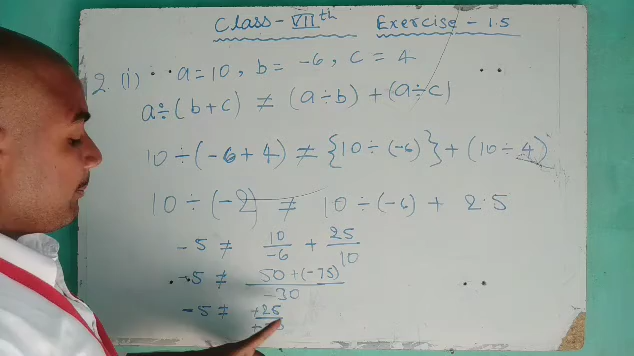 Class - VIIth Exercise - 1.5
2. (i) a = 10 , b = -6 , c = 4
a÷(b+c) ≠ (a÷b) + (a÷c)
10 ÷ (-6+4) ≠ {10 ÷ (-6)} + (10 ÷ 4)
10 ÷ (-2) ≠ 10 ÷ (-6) + 2.5
-5 ≠ 10/-6 + 25/10
-5 ≠ 50 + (-75)/-30
-5 ≠ +25